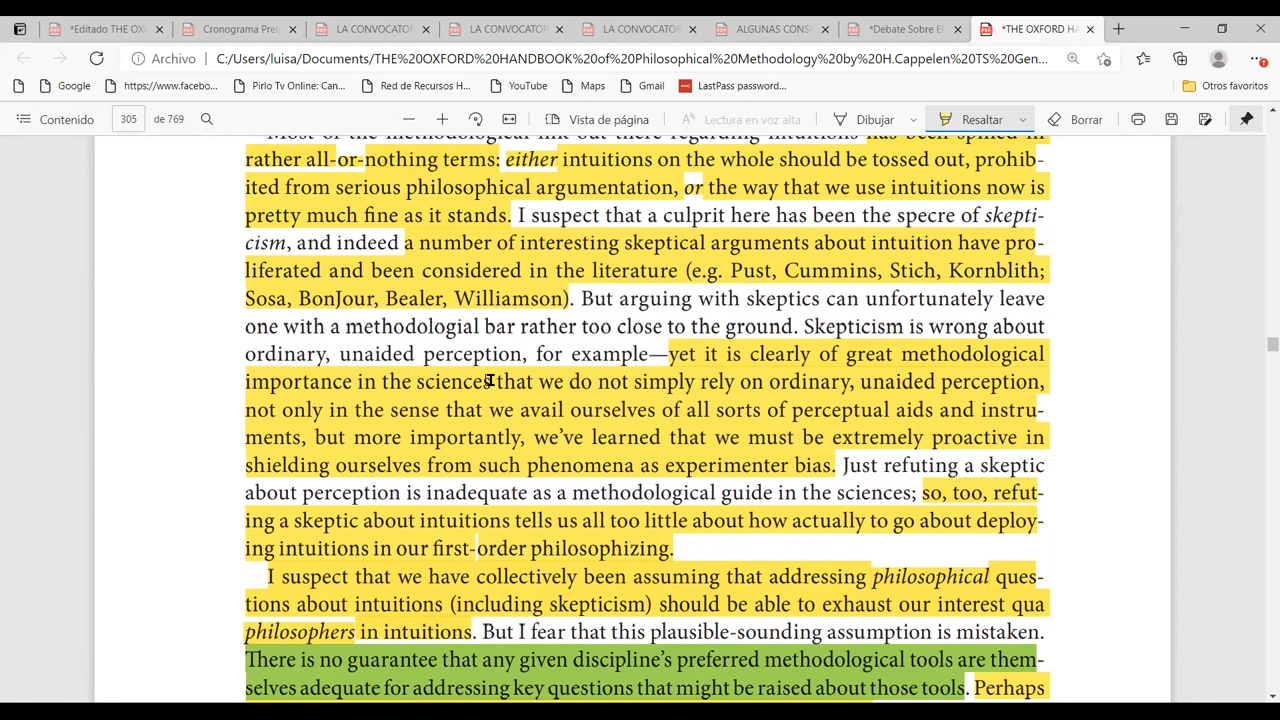 *Editado THE OX
Cronograma Prel
LA CONVOCATOR
LA CONVOCATOR
LA CONVOCATOR
ALGUNAS CONS
*Debate Sobre E
*THE OXFORD HA
Archivo
C:/Users/luisa/Documents/THE%20OXFORD%20HANDBOOK%20of%20Philosophical%20Methodology%20by%20H.Cappelen%20TS%20Gen...
Google
https://www.facebo...
Pirlo Tv Online: Can...
Red de Recursos H...
YouTube
Maps
Gmail
LastPass password...
Otros favoritos
Contenido
305
de 769
Vista de página
Lectura en voz alta
Dibujar
Resaltar
Borrar
Most of the methodological ink out there regarding intuitions has been spilled in
rather all-or-nothing terms: either intuitions on the whole should be tossed out, prohib-
ited from serious philosophical argumentation, or the way that we use intuitions now is
pretty much fine as it stands. I suspect that a culprit here has been the specre of skepti-
cism, and indeed a number of interesting skeptical arguments about intuition have pro-
liferated and been considered in the literature (e.g. Pust, Cummins, Stich, Kornblith;
Sosa, BonJour, Bealer, Williamson). But arguing with skeptics can unfortunately leave
one with a methodologial bar rather too close to the ground. Skepticism is wrong about
ordinary, unaided perception, for example—yet it is clearly of great methodological
importance in the sciences that we do not simply rely on ordinary, unaided perception,
not only in the sense that we avail ourselves of all sorts of perceptual aids and instru-
ments, but more importantly, we've learned that we must be extremely proactive in
shielding ourselves from such phenomena as experimenter bias. Just refuting a skeptic
about perception is inadequate as a methodological guide in the sciences; so, too, refut-
ing a skeptic about intuitions tells us all too little about how actually to go about deploy-
ing intuitions in our first-order philosophizing.
I suspect that we have collectively been assuming that addressing philosophical ques-
tions about intuitions (including skepticism) should be able to exhaust our interest qua
philosophers in intuitions. But I fear that this plausible-sounding assumption is mistaken.
There is no guarantee that any given discipline's preferred methodological tools are them-
selves adequate for addressing key questions that might be raised about those tools. Perhaps